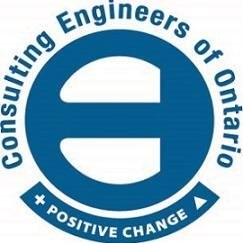 Consulting Engineers of Ontario
+ POSITIVE CHANGE ▲